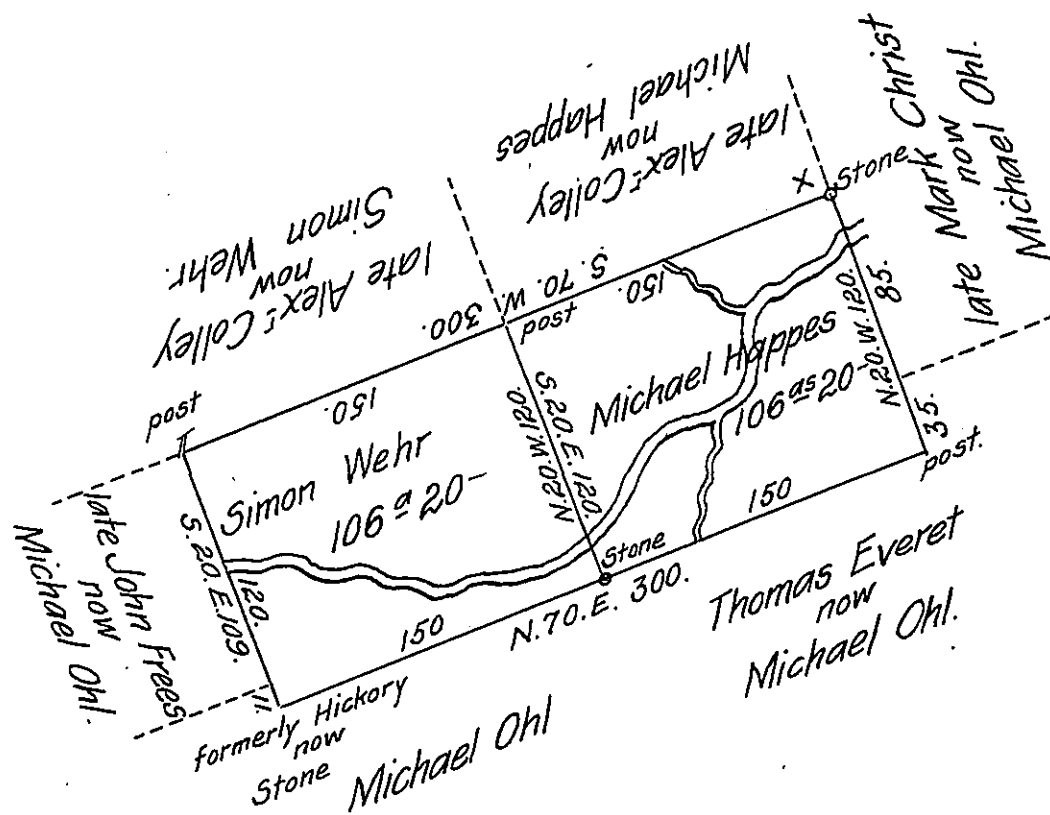 late Alex.r Colley
now
Simon Wehr.
late Alex.r Colley
now
Michael Happes
late Mark Christ
now
Michael Ohl.
X
Stone
S. 70. W. 300.
150.
150.
post
post
Simon Wehr
106 a 20-
Michael Happes
106 as 20-
S. 20. E. 120.
N. 20. W. 120.
N. 20. W. 120.
85.
35.
post.
S. 20. E. 109.
120.
11.
late John Frees
now
Michael Ohl.
150
Stone
150
N. 70. E. 300.
formerly Hickory
now
Stone
Michael Ohl
Thomas Everet
now
Michael Ohl.